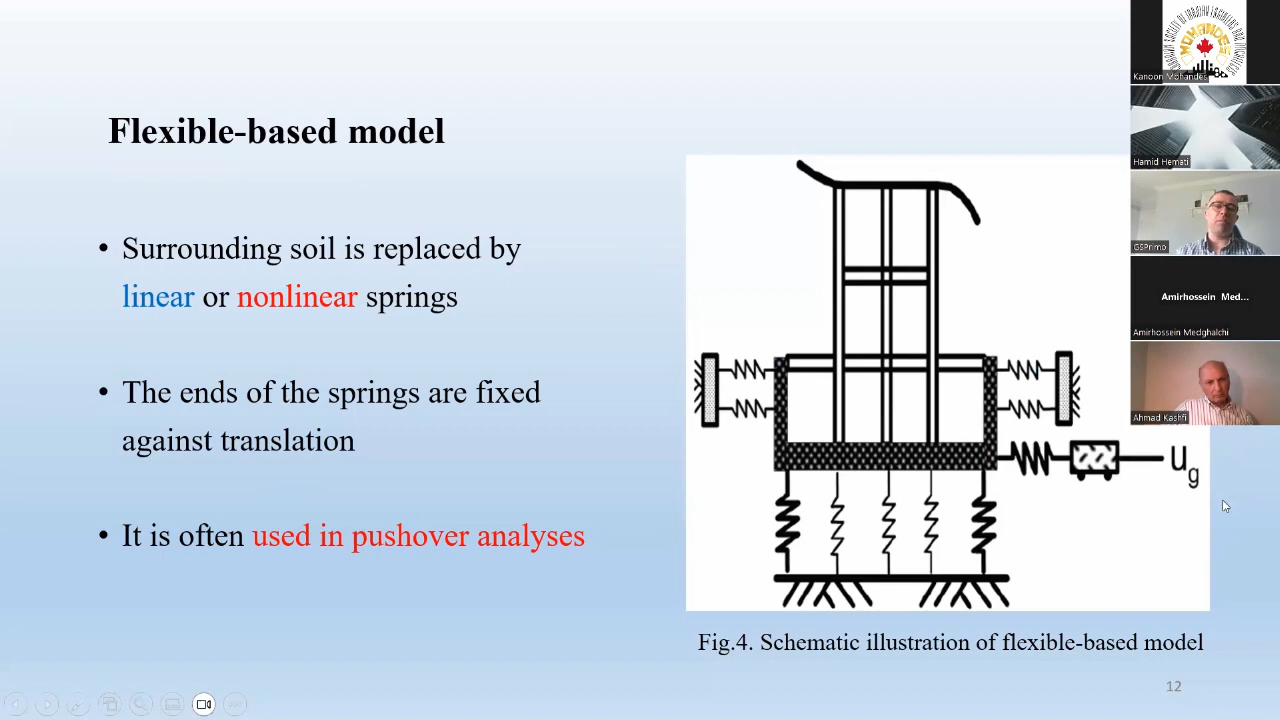 Flexible-based model
• Surrounding soil is replaced by
linear or nonlinear springs
• The ends of the springs are fixed
against translation
• It is often used in pushover analyses
ug
Fig.4. Schematic illustration of flexible-based model
12
MOHANDES
Kanoon Mohandes
Hamid Hemati
GSPrimo
Amirhossein Med...
Amirhossein Medghalchi
Ahmad Kashfi